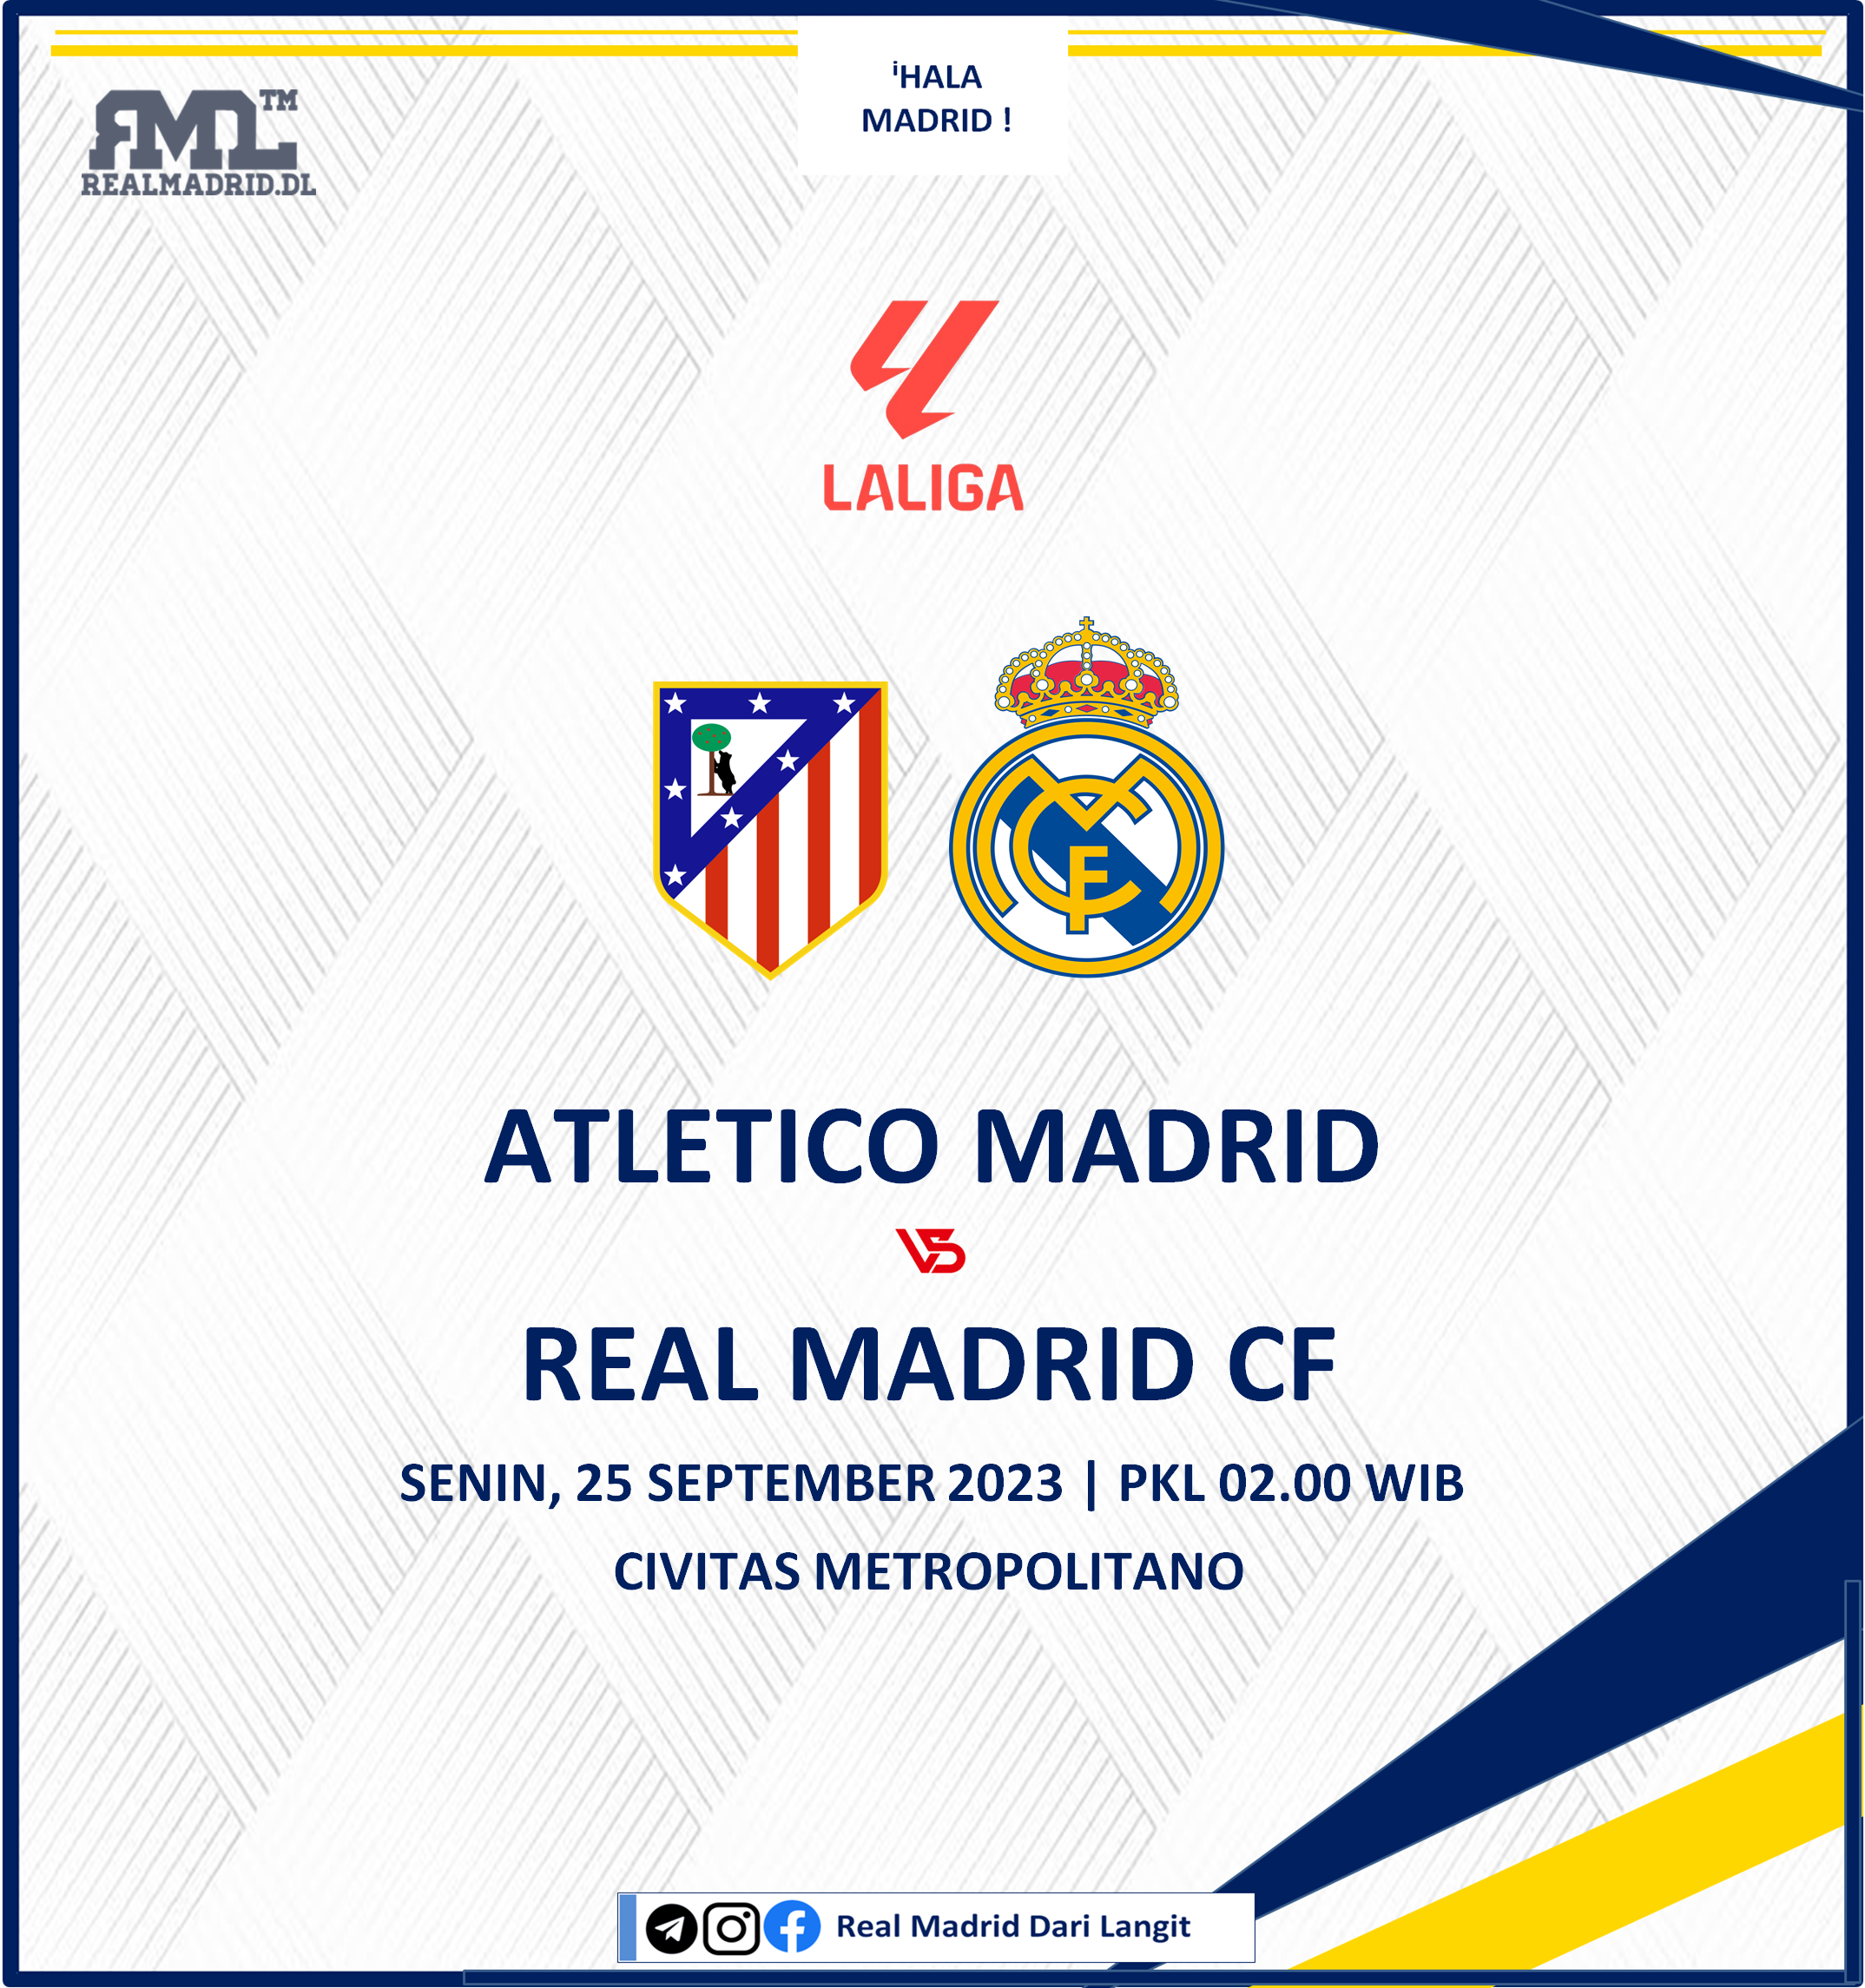 ¡HALA
MADRID !
RML™
REALMADRID.DL
LALIGA
ATLETICO MADRID
VS
REAL MADRID CF
SENIN, 25 SEPTEMBER 2023 | PKL 02.00 WIB
CIVITAS METROPOLITANO
Real Madrid Dari Langit